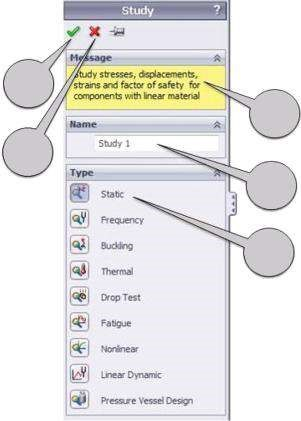 Study ?
Message
Study stresses, displacements,
strains and factor of safety for
components with linear material
Name
Study 1
Type
Static
Frequency
Buckling
Thermal
Drop Test
Fatigue
Nonlinear
Linear Dynamic
Pressure Vessel Design